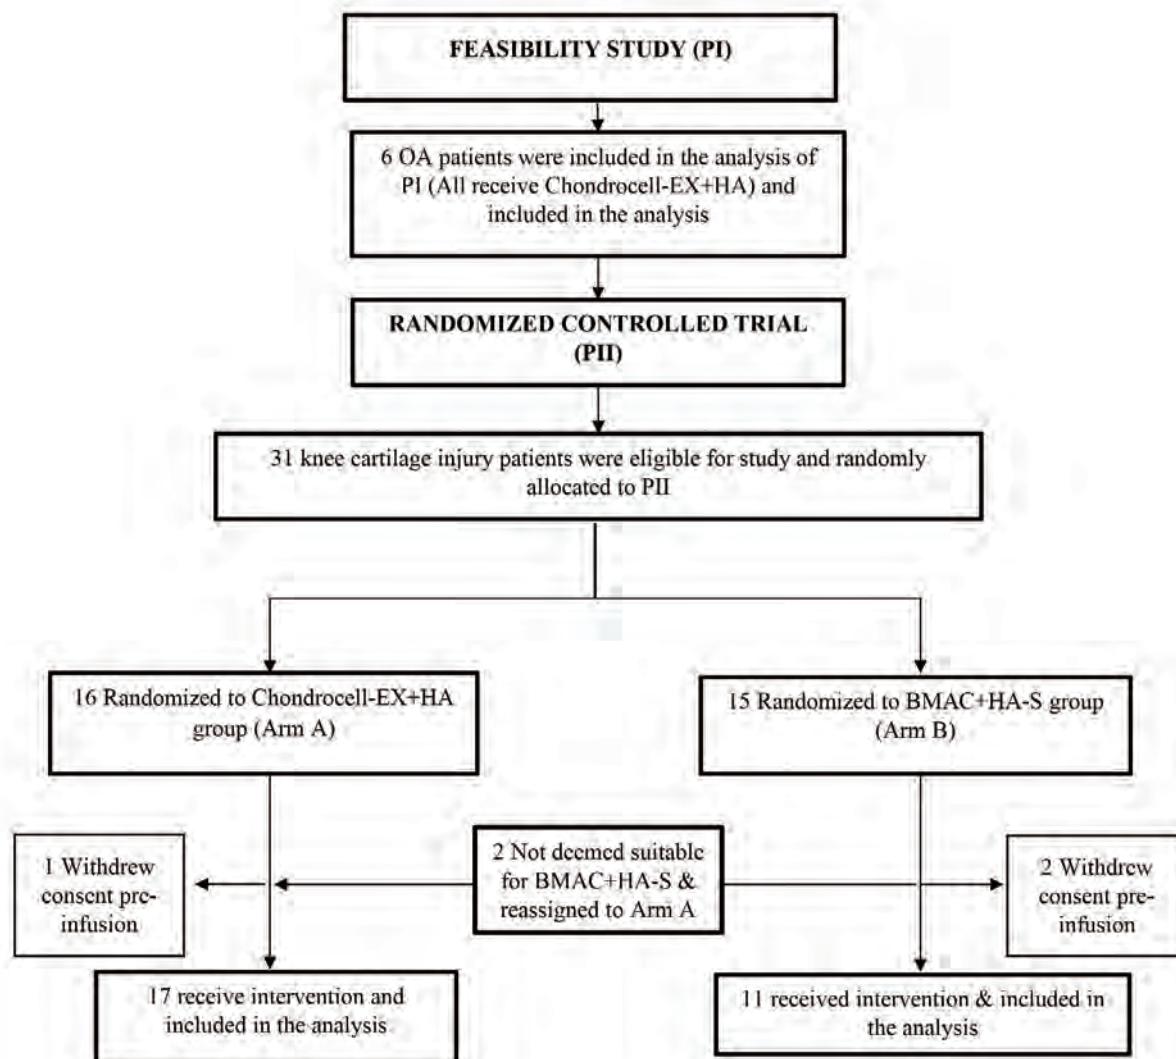 FEASIBILITY STUDY (PI)
6 OA patients were included in the analysis of
PI (All receive Chondrocell-EX+HA) and
included in the analysis
RANDOMIZED CONTROLLED TRIAL
(PII)
31 knee cartilage injury patients were eligible for study and randomly
allocated to PII
16 Randomized to Chondrocell-EX+HA
group (Arm A)
15 Randomized to BMAC+HA-S group
(Arm B)
1 Withdrew
consent pre-
infusion
2 Not deemed suitable
for BMAC+HA-S &
reassigned to Arm A
2 Withdrew
consent pre-
infusion
17 receive intervention and
included in the analysis
11 received intervention & included in
the analysis